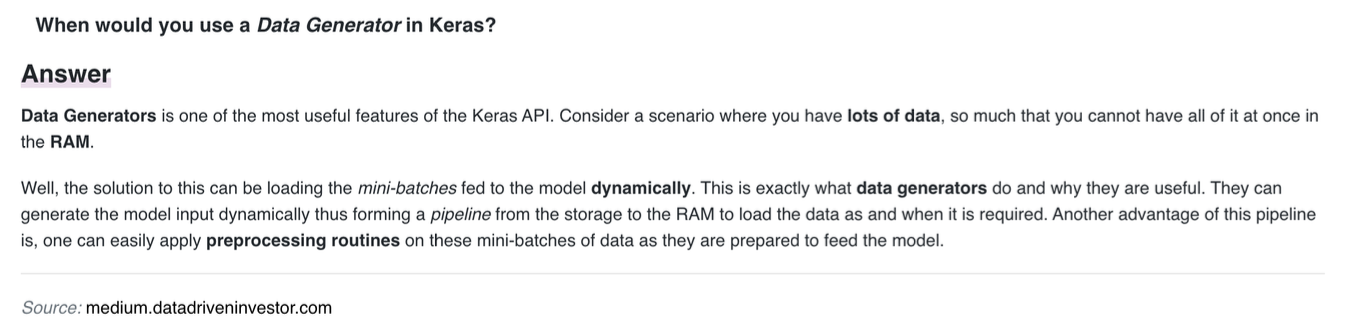 When would you use a Data Generator in Keras?
Answer
Data Generators is one of the most useful features of the Keras API. Consider a scenario where you have lots of data, so much that you cannot have all of it at once in
the RAM.
Well, the solution to this can be loading the mini-batches fed to the model dynamically. This is exactly what data generators do and why they are useful. They can
generate the model input dynamically thus forming a pipeline from the storage to the RAM to load the data as and when it is required. Another advantage of this pipeline
is, one can easily apply preprocessing routines on these mini-batches of data as they are prepared to feed the model.
Source: medium.datadriveninvestor.com